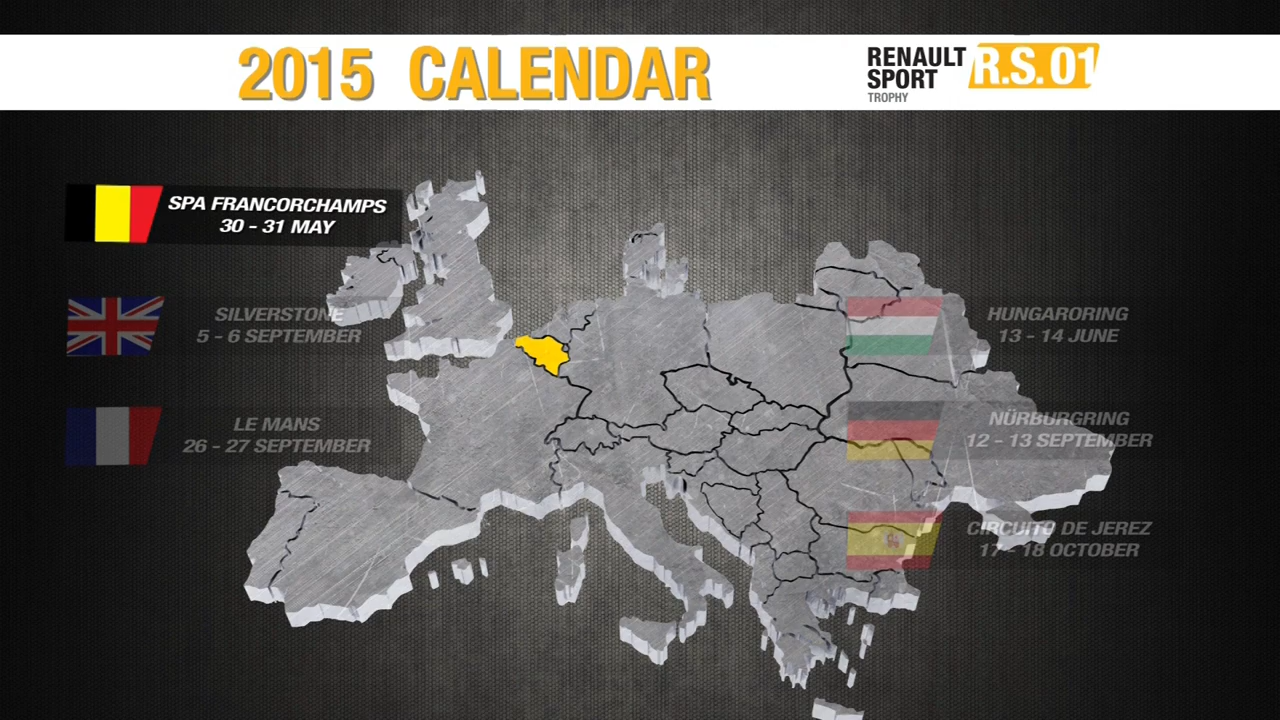 2015 CALENDAR
RENAULT
SPORT
TROPHY
R.S. 01
SPA FRANCORCHAMPS
30 - 31 MAY
SILVERSTONE
5 - 6 SEPTEMBER
LE MANS
26 - 27 SEPTEMBER
HUNGARORING
13 - 14 JUNE
NÜRBURGRING
12 - 13 SEPTEMBER
CIRCUITO DE JEREZ
17 - 18 OCTOBER